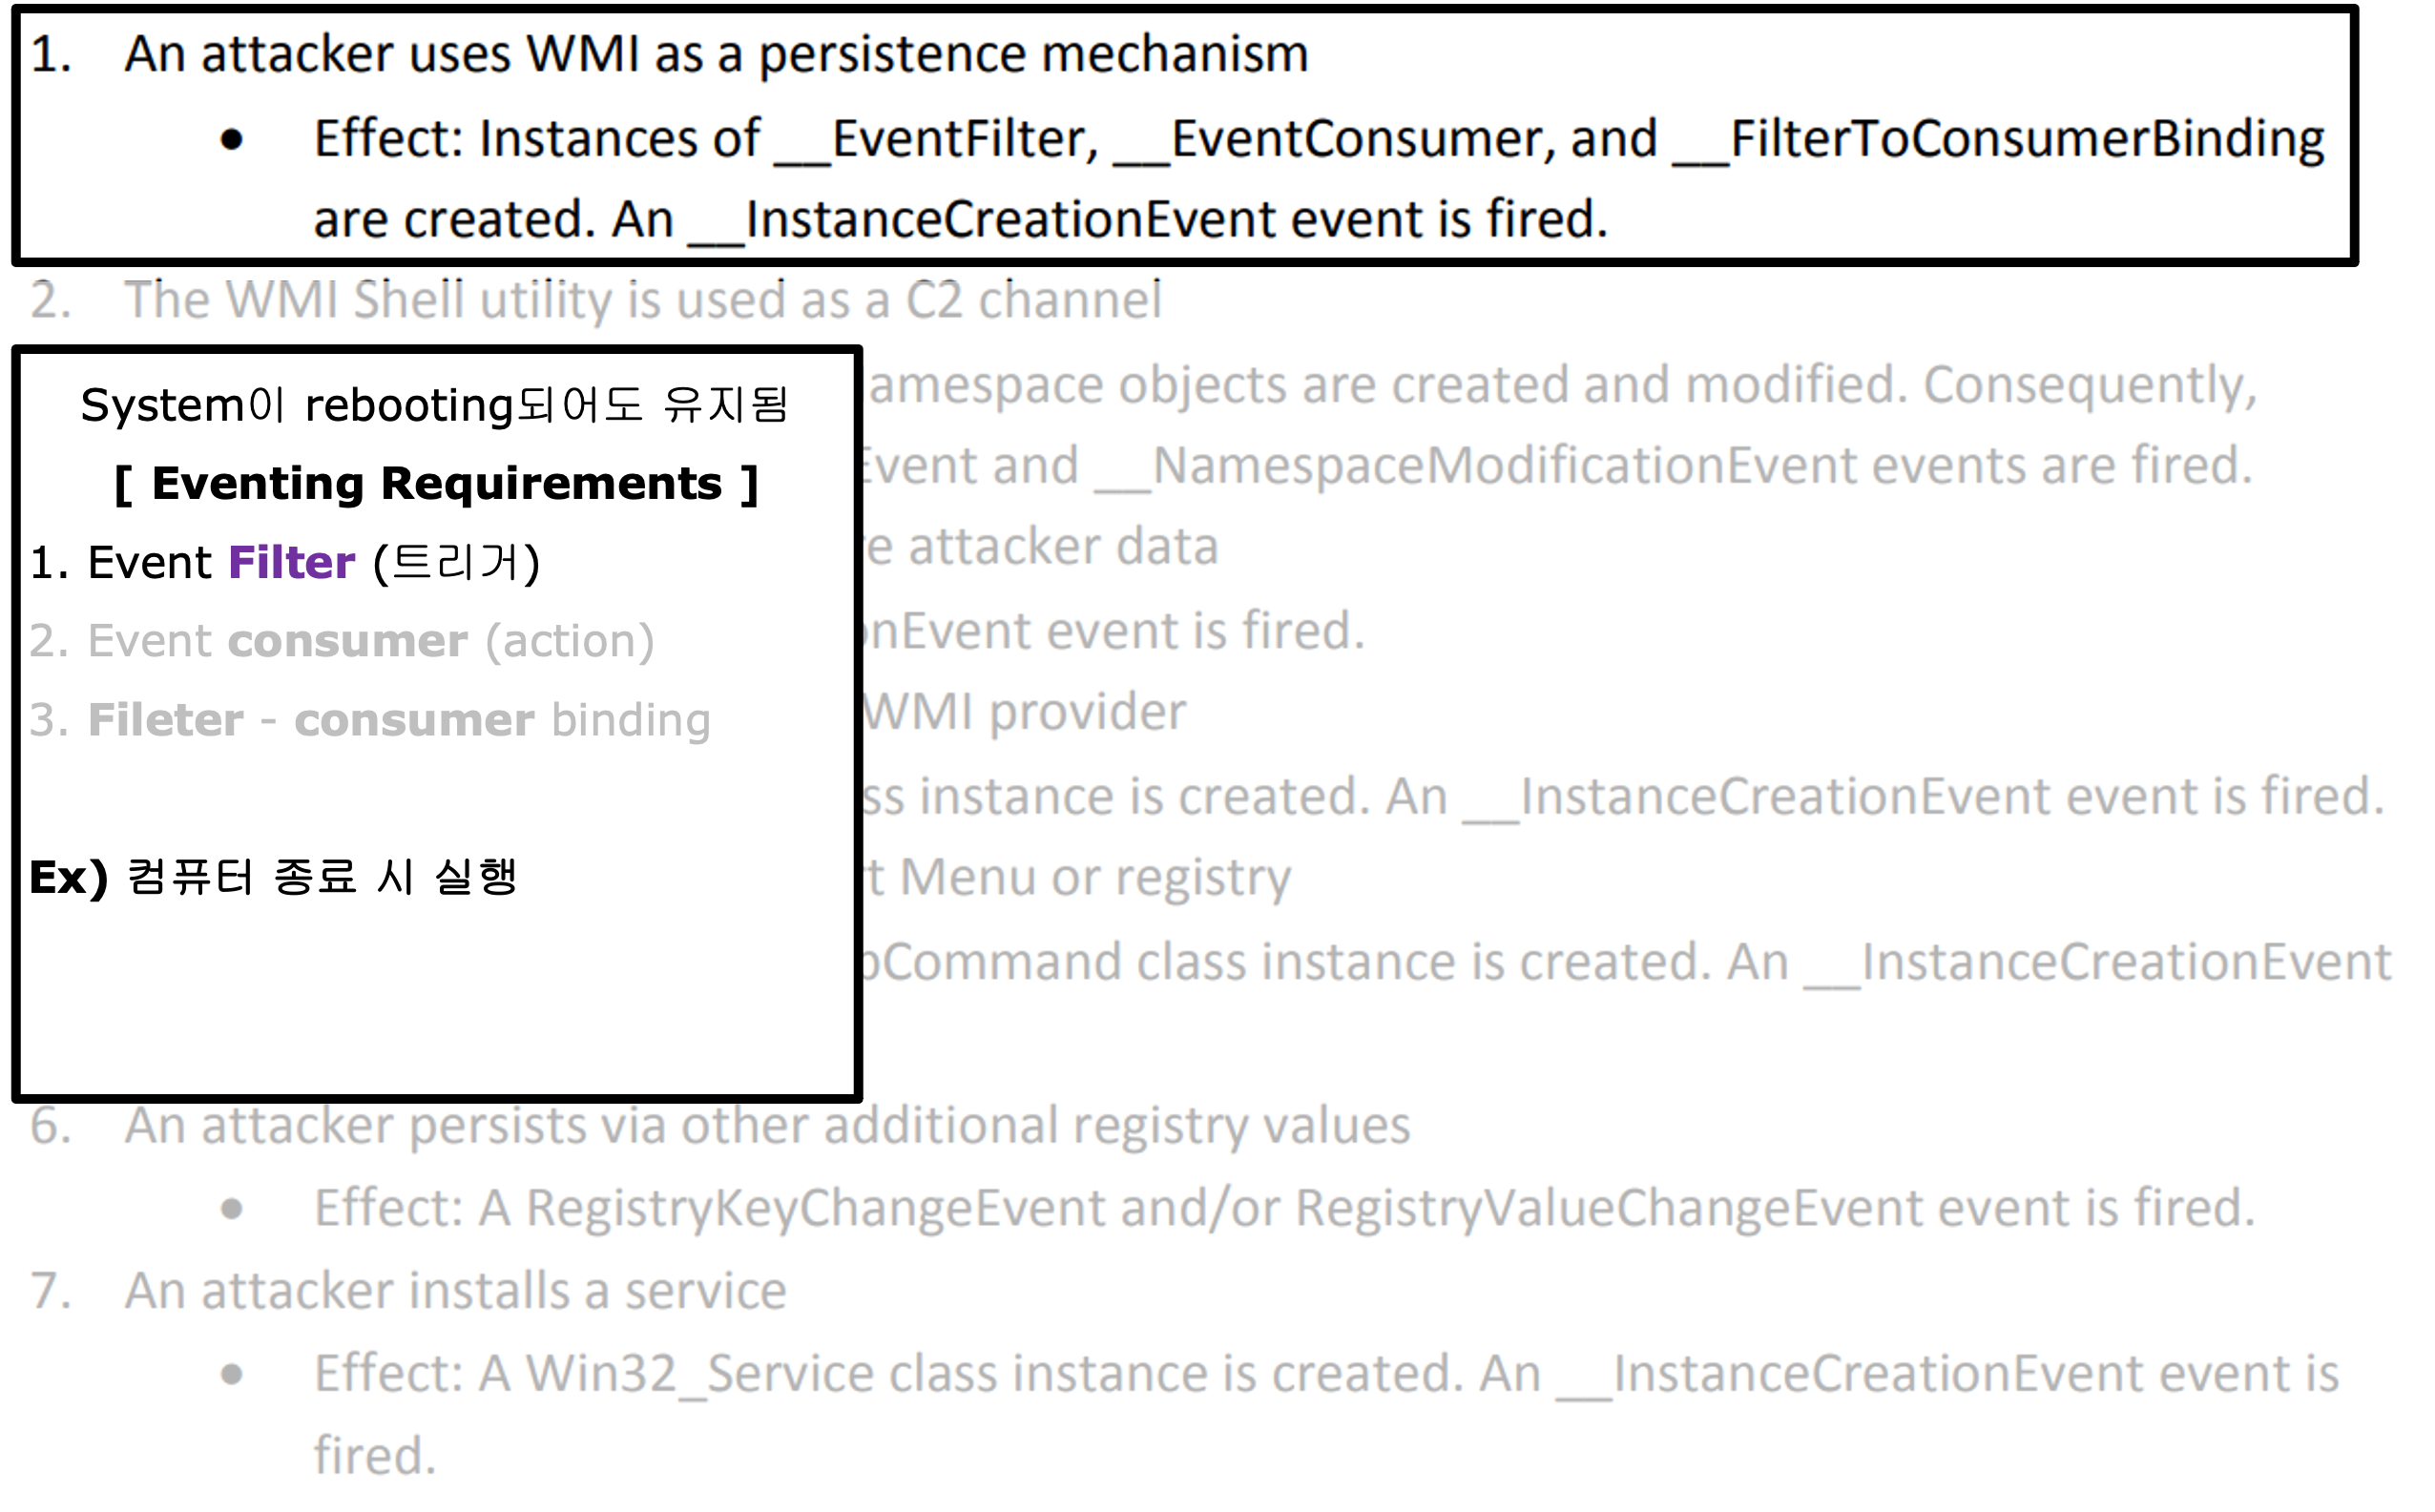 1. An attacker uses WMI as a persistence mechanism
• Effect: Instances of __EventFilter, __EventConsumer, and __FilterToConsumerBinding
are created. An __InstanceCreationEvent event is fired.
2. The WMI Shell utility is used as a C2 channel
System이 rebooting되어도 유지됨
[ Eventing Requirements ]
1. Event Filter (트리거)
2. Event consumer (action)
3. Fileter - consumer binding
Ex) 컴퓨터 종료 시 실행
amespace objects are created and modified. Consequently,
Event and __NamespaceModificationEvent events are fired.
e attacker data
nEvent event is fired.
WMI provider
ss instance is created. An __InstanceCreationEvent event is fired.
t Menu or registry
pCommand class instance is created. An __InstanceCreationEvent
6. An attacker persists via other additional registry values
• Effect: A RegistryKeyChangeEvent and/or RegistryValueChangeEvent event is fired.
7. An attacker installs a service
• Effect: A Win32_Service class instance is created. An __InstanceCreationEvent event is
fired.